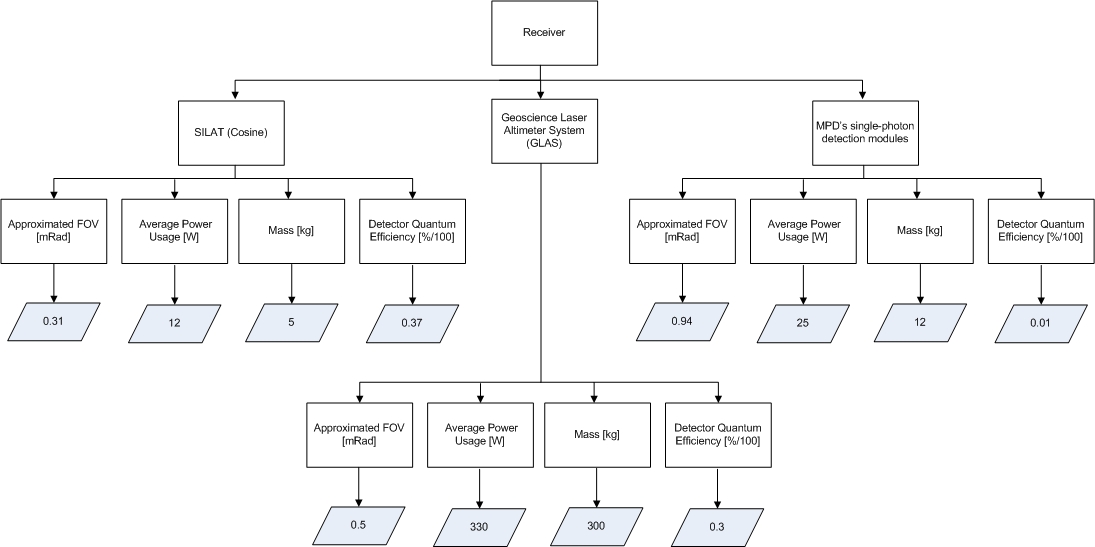 Receiver
SILAT (Cosine)
Geoscience Laser
Altimeter System
(GLAS)
MPD's single-photon
detection modules
Approximated FOV
[mRad]
Average Power
Usage [W]
Mass [kg]
Detector Quantum
Efficiency [%/100]
Approximated FOV
[mRad]
Average Power
Usage [W]
Mass [kg]
Detector Quantum
Efficiency [%/100]
0.31
12
5
0.37
0.94
25
12
0.01
Approximated FOV
[mRad]
Average Power
Usage [W]
Mass [kg]
Detector Quantum
Efficiency [%/100]
0.5
330
300
0.3